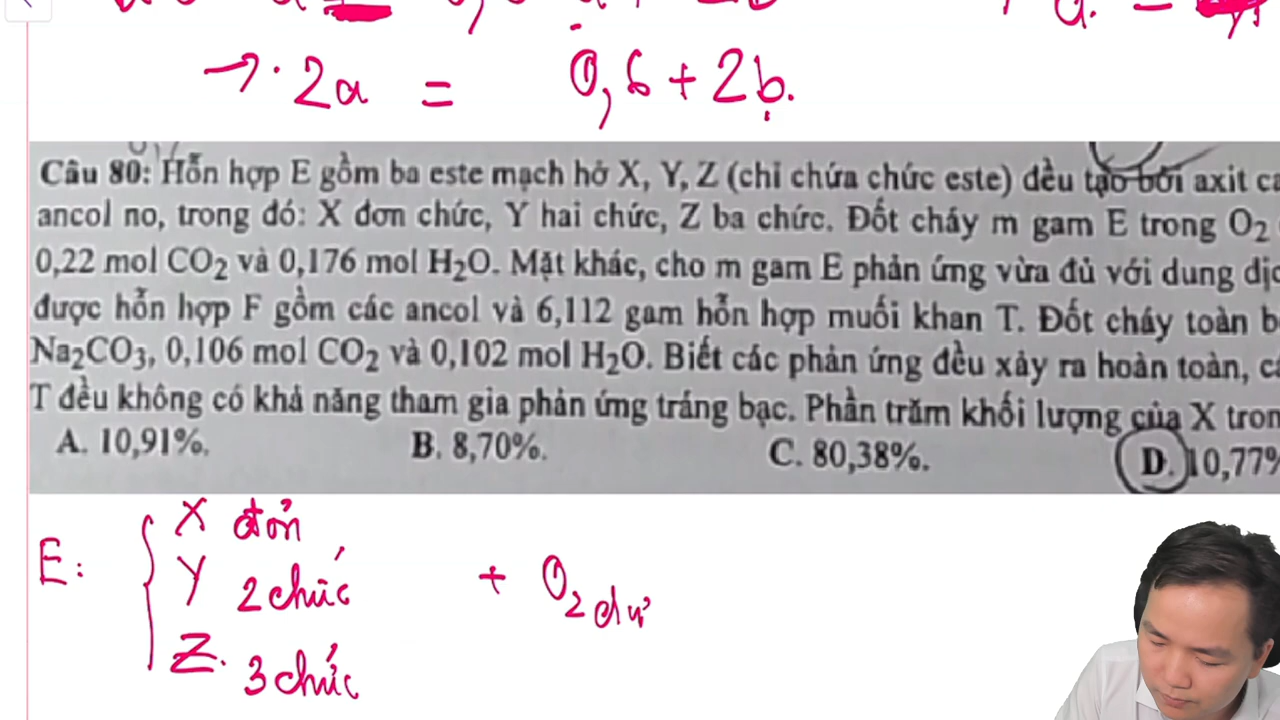 → 2a = 0,6 + 2b.
Câu 80: Hỗn hợp E gồm ba este mạch hở X, Y, Z (chỉ chứa chức este) đều tạo bởi axit
ancol no, trong đó: X đơn chức, Y hai chức, Z ba chức. Đốt cháy m gam E trong O2
0,22 mol CO2 và 0,176 mol H2O. Mặt khác, cho m gam E phản ứng vừa đủ với dung
được hỗn hợp F gồm các ancol và 6,112 gam hỗn hợp muối khan T. Đốt cháy toàn
Na2CO3, 0,106 mol CO2 và 0,102 mol H2O. Biết các phản ứng đều xảy ra hoàn toàn,
T đều không có khả năng tham gia phản ứng tráng bạc. Phần trăm khối lượng của X
A. 10,91%. B. 8,70%. C. 80,38%. D. 10,77%
E: X đơn
Y 2 chức + O2 dư
Z. 3 chức